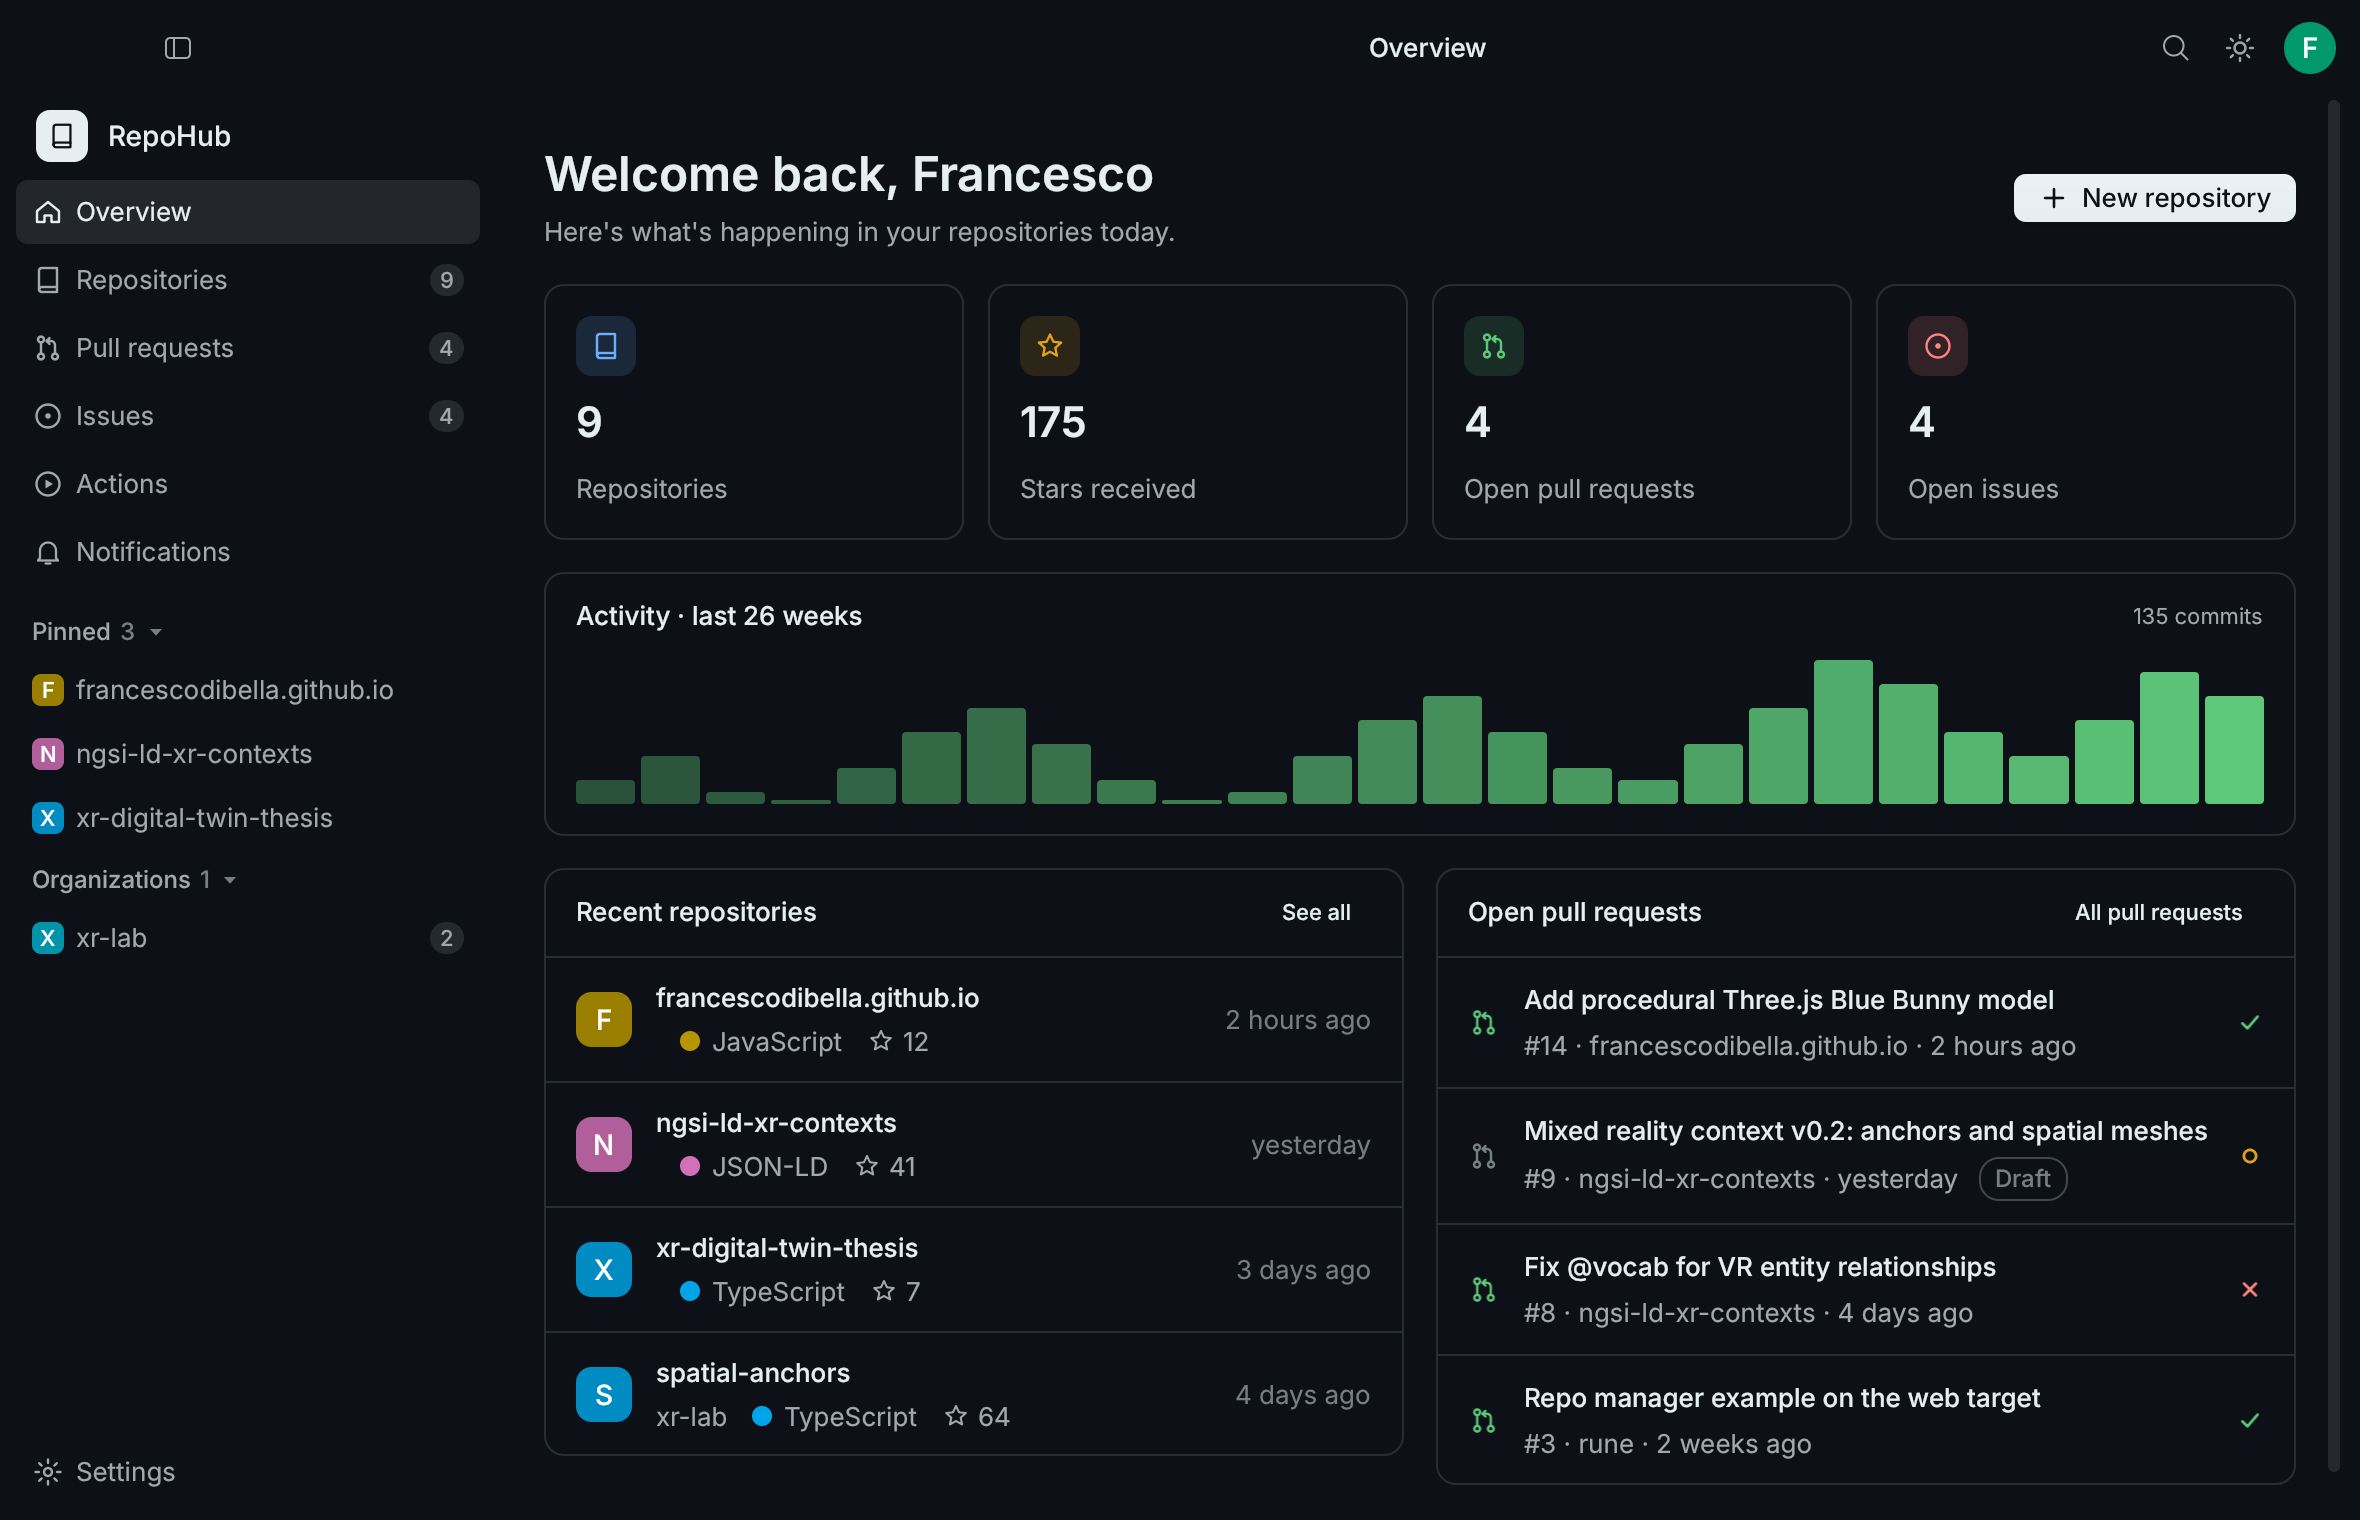 Overview
F
RepoHub
Overview
Repositories 9
Pull requests 4
Issues 4
Actions
Notifications
Pinned 3
F francescodibella.github.io
N ngsi-ld-xr-contexts
X xr-digital-twin-thesis
Organizations 1
X xr-lab 2
Settings
Welcome back, Francesco
Here's what's happening in your repositories today.
New repository
9
Repositories
175
Stars received
4
Open pull requests
4
Open issues
Activity · last 26 weeks
135 commits
Recent repositories
See all
F
francescodibella.github.io
JavaScript 12
2 hours ago
N
ngsi-ld-xr-contexts
JSON-LD 41
yesterday
X
xr-digital-twin-thesis
TypeScript 7
3 days ago
S
spatial-anchors
xr-lab TypeScript 64
4 days ago
Open pull requests
All pull requests
Add procedural Three.js Blue Bunny model
#14 · francescodibella.github.io · 2 hours ago
Mixed reality context v0.2: anchors and spatial meshes
#9 · ngsi-ld-xr-contexts · yesterday Draft
Fix @vocab for VR entity relationships
#8 · ngsi-ld-xr-contexts · 4 days ago
Repo manager example on the web target
#3 · rune · 2 weeks ago